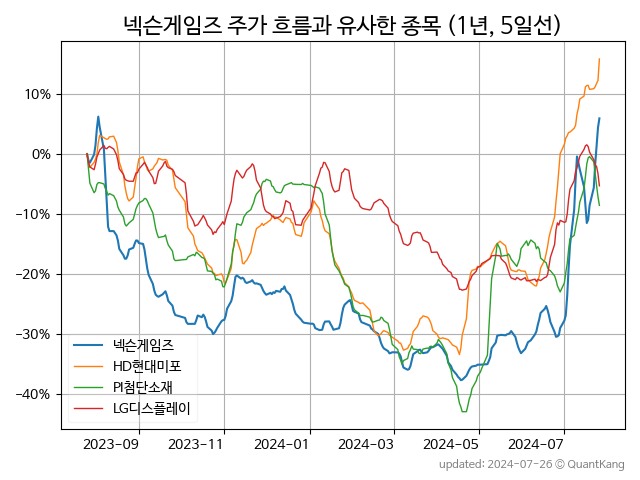 넥슨게임즈 주가 흐름과 유사한 종목 (1년, 5일선)
10%
0%
−10%
−20%
−30%
−40%
넥슨게임즈
HD현대미포
PI첨단소재
LG디스플레이
2023-09
2023-11
2024-01
2024-03
2024-05
2024-07
updated: 2024-07-26 © QuantKang